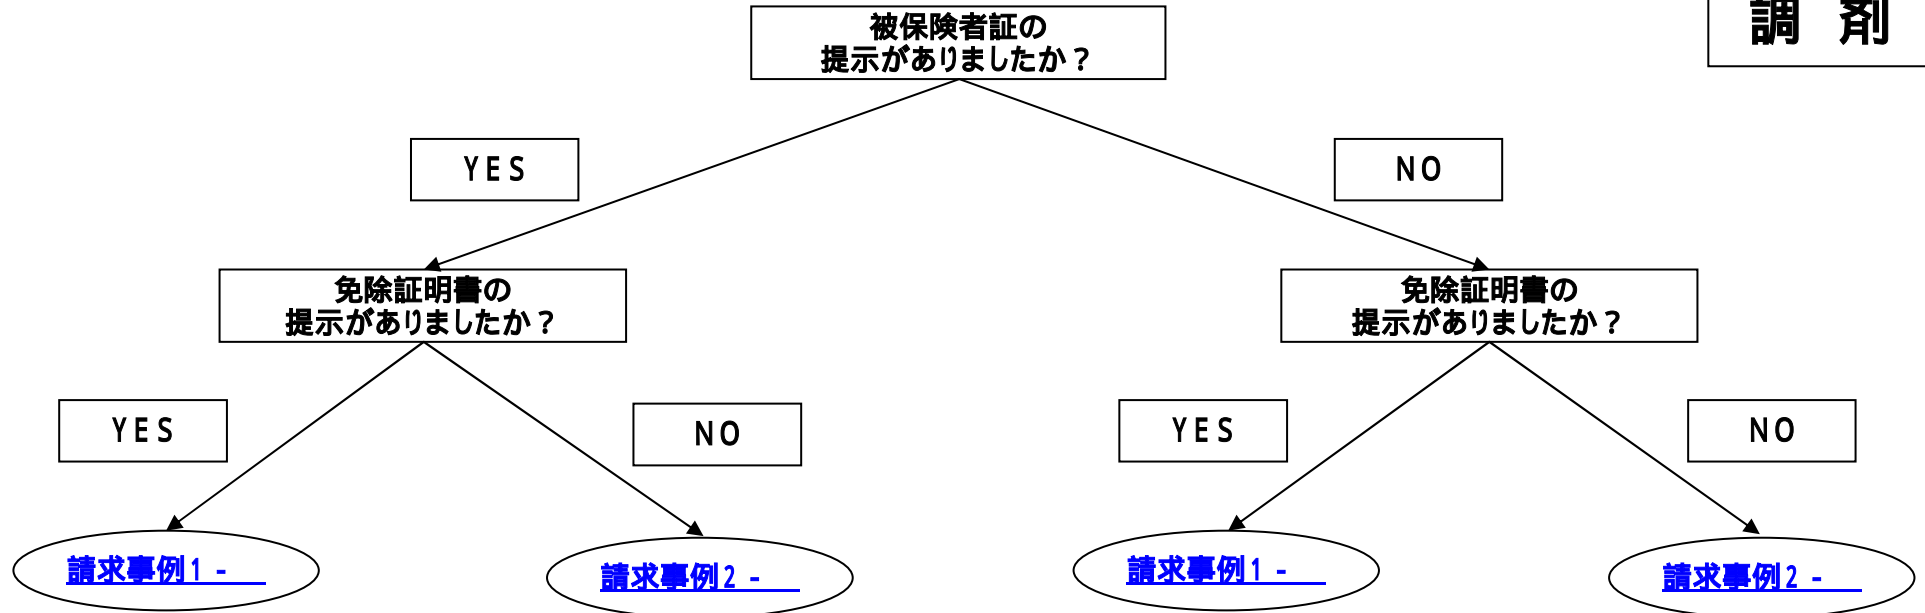 被保険者証の
提示がありましたか？
調 剤
ＹＥＳ
ＮＯ
免除証明書の
提示がありましたか？
免除証明書の
提示がありましたか？
ＹＥＳ
ＮＯ
ＹＥＳ
ＮＯ
請求事例１－
請求事例２－
請求事例１－
請求事例２－